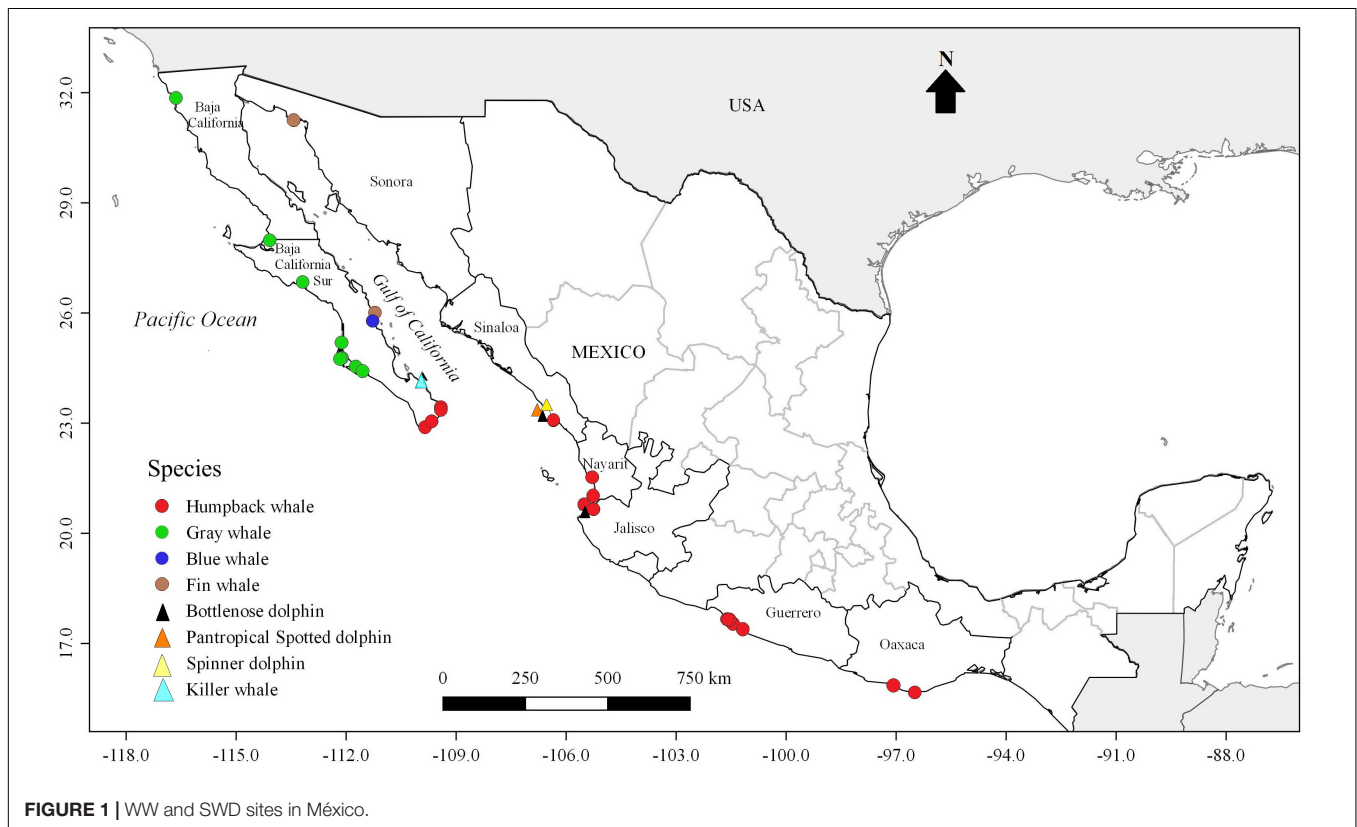 N
USA
32.0
29.0
26.0
23.0
20.0
17.0
Baja
California
Sonora
Baja
California
Sur
Gulf of California
Pacific Ocean
Sinaloa
MEXICO
Nayarit
Jalisco
Guerrero
Oaxaca
Species
Humpback whale
Gray whale
Blue whale
Fin whale
Bottlenose dolphin
Pantropical Spotted dolphin
Spinner dolphin
Killer whale
0 250 500 750 km
-118.0 -115.0 -112.0 -109.0 -106.0 -103.0 -100.0 -97.0 -94.0 -91.0 -88.0
FIGURE 1 | WW and SWD sites in México.